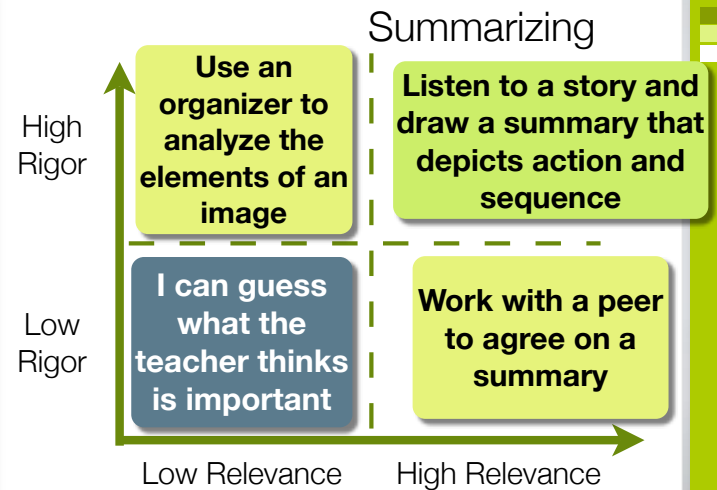 Summarizing
High
Rigor
Use an
organizer to
analyze the
elements of an
image
Listen to a story and
draw a summary that
depicts action and
sequence
Low
Rigor
I can guess
what the
teacher thinks
is important
Work with a peer
to agree on a
summary
Low Relevance
High Relevance